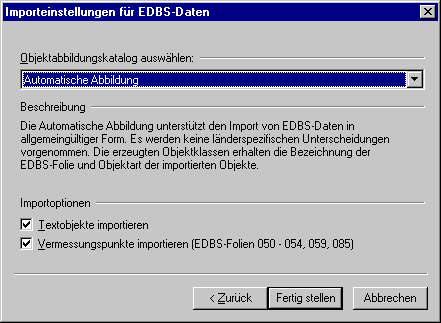 Importeinstellungen für EDBS-Daten
Objektabbildungskatalog auswählen:
Automatische Abbildung
Beschreibung
Die Automatische Abbildung unterstützt den Import von EDBS-Daten in
allgemeingültiger Form. Es werden keine länderspezifischen Unterscheidungen
vorgenommen. Die erzeugten Objektklassen erhalten die Bezeichnung der
EDBS-Folie und Objektart der importierten Objekte.
Importoptionen
Textobjekte importieren
Vermessungspunkte importieren (EDBS-Folien 050 - 054, 059, 085)
< Zurück
Fertig stellen
Abbrechen